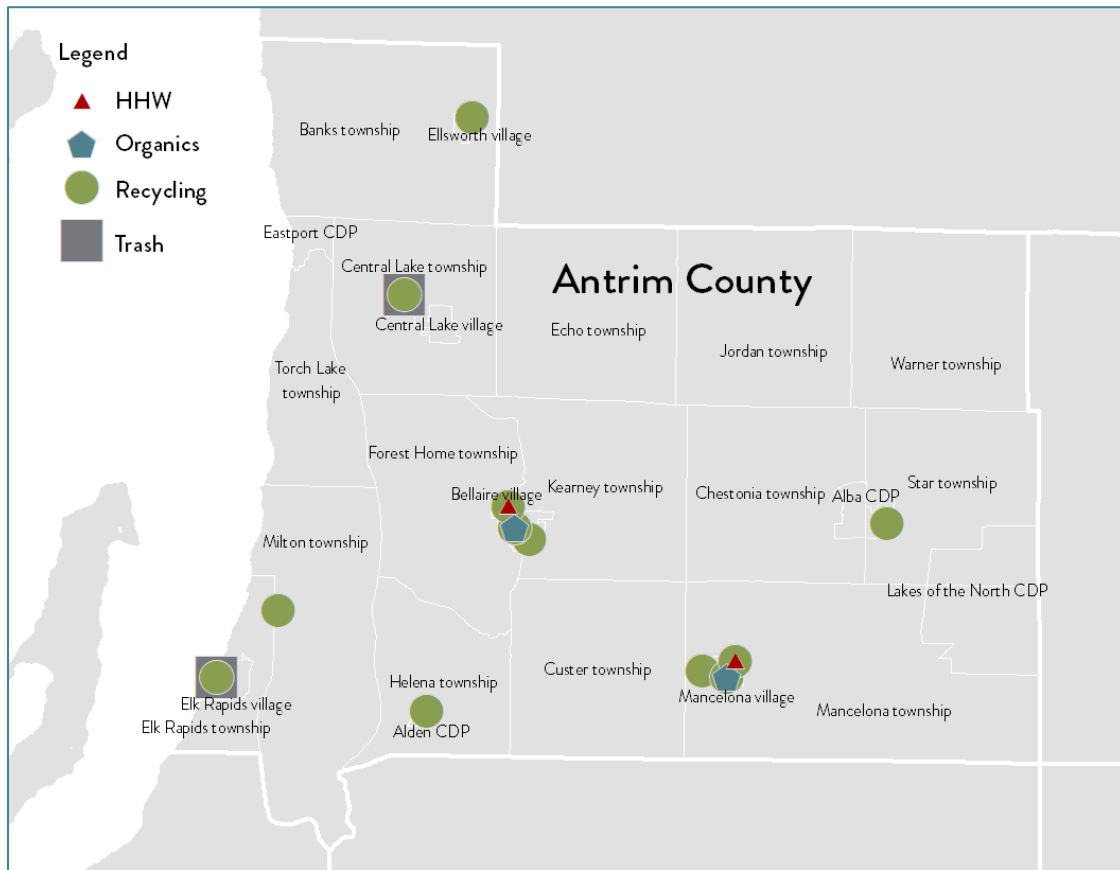 Legend
HHW
Organics
Recycling
Trash
Banks township
Ellsworth village
Eastport CDP
Central Lake township
Antrim County
Central Lake village
Echo township
Jordan township
Warner township
Torch Lake
township
Forest Home township
Bellaire village
Kearney township
Chestonia township
Alba CDP
Star township
Milton township
Lakes of the North CDP
Custer township
Helena township
Mancelona village
Mancelona township
Elk Rapids village
Elk Rapids township
Alden CDP